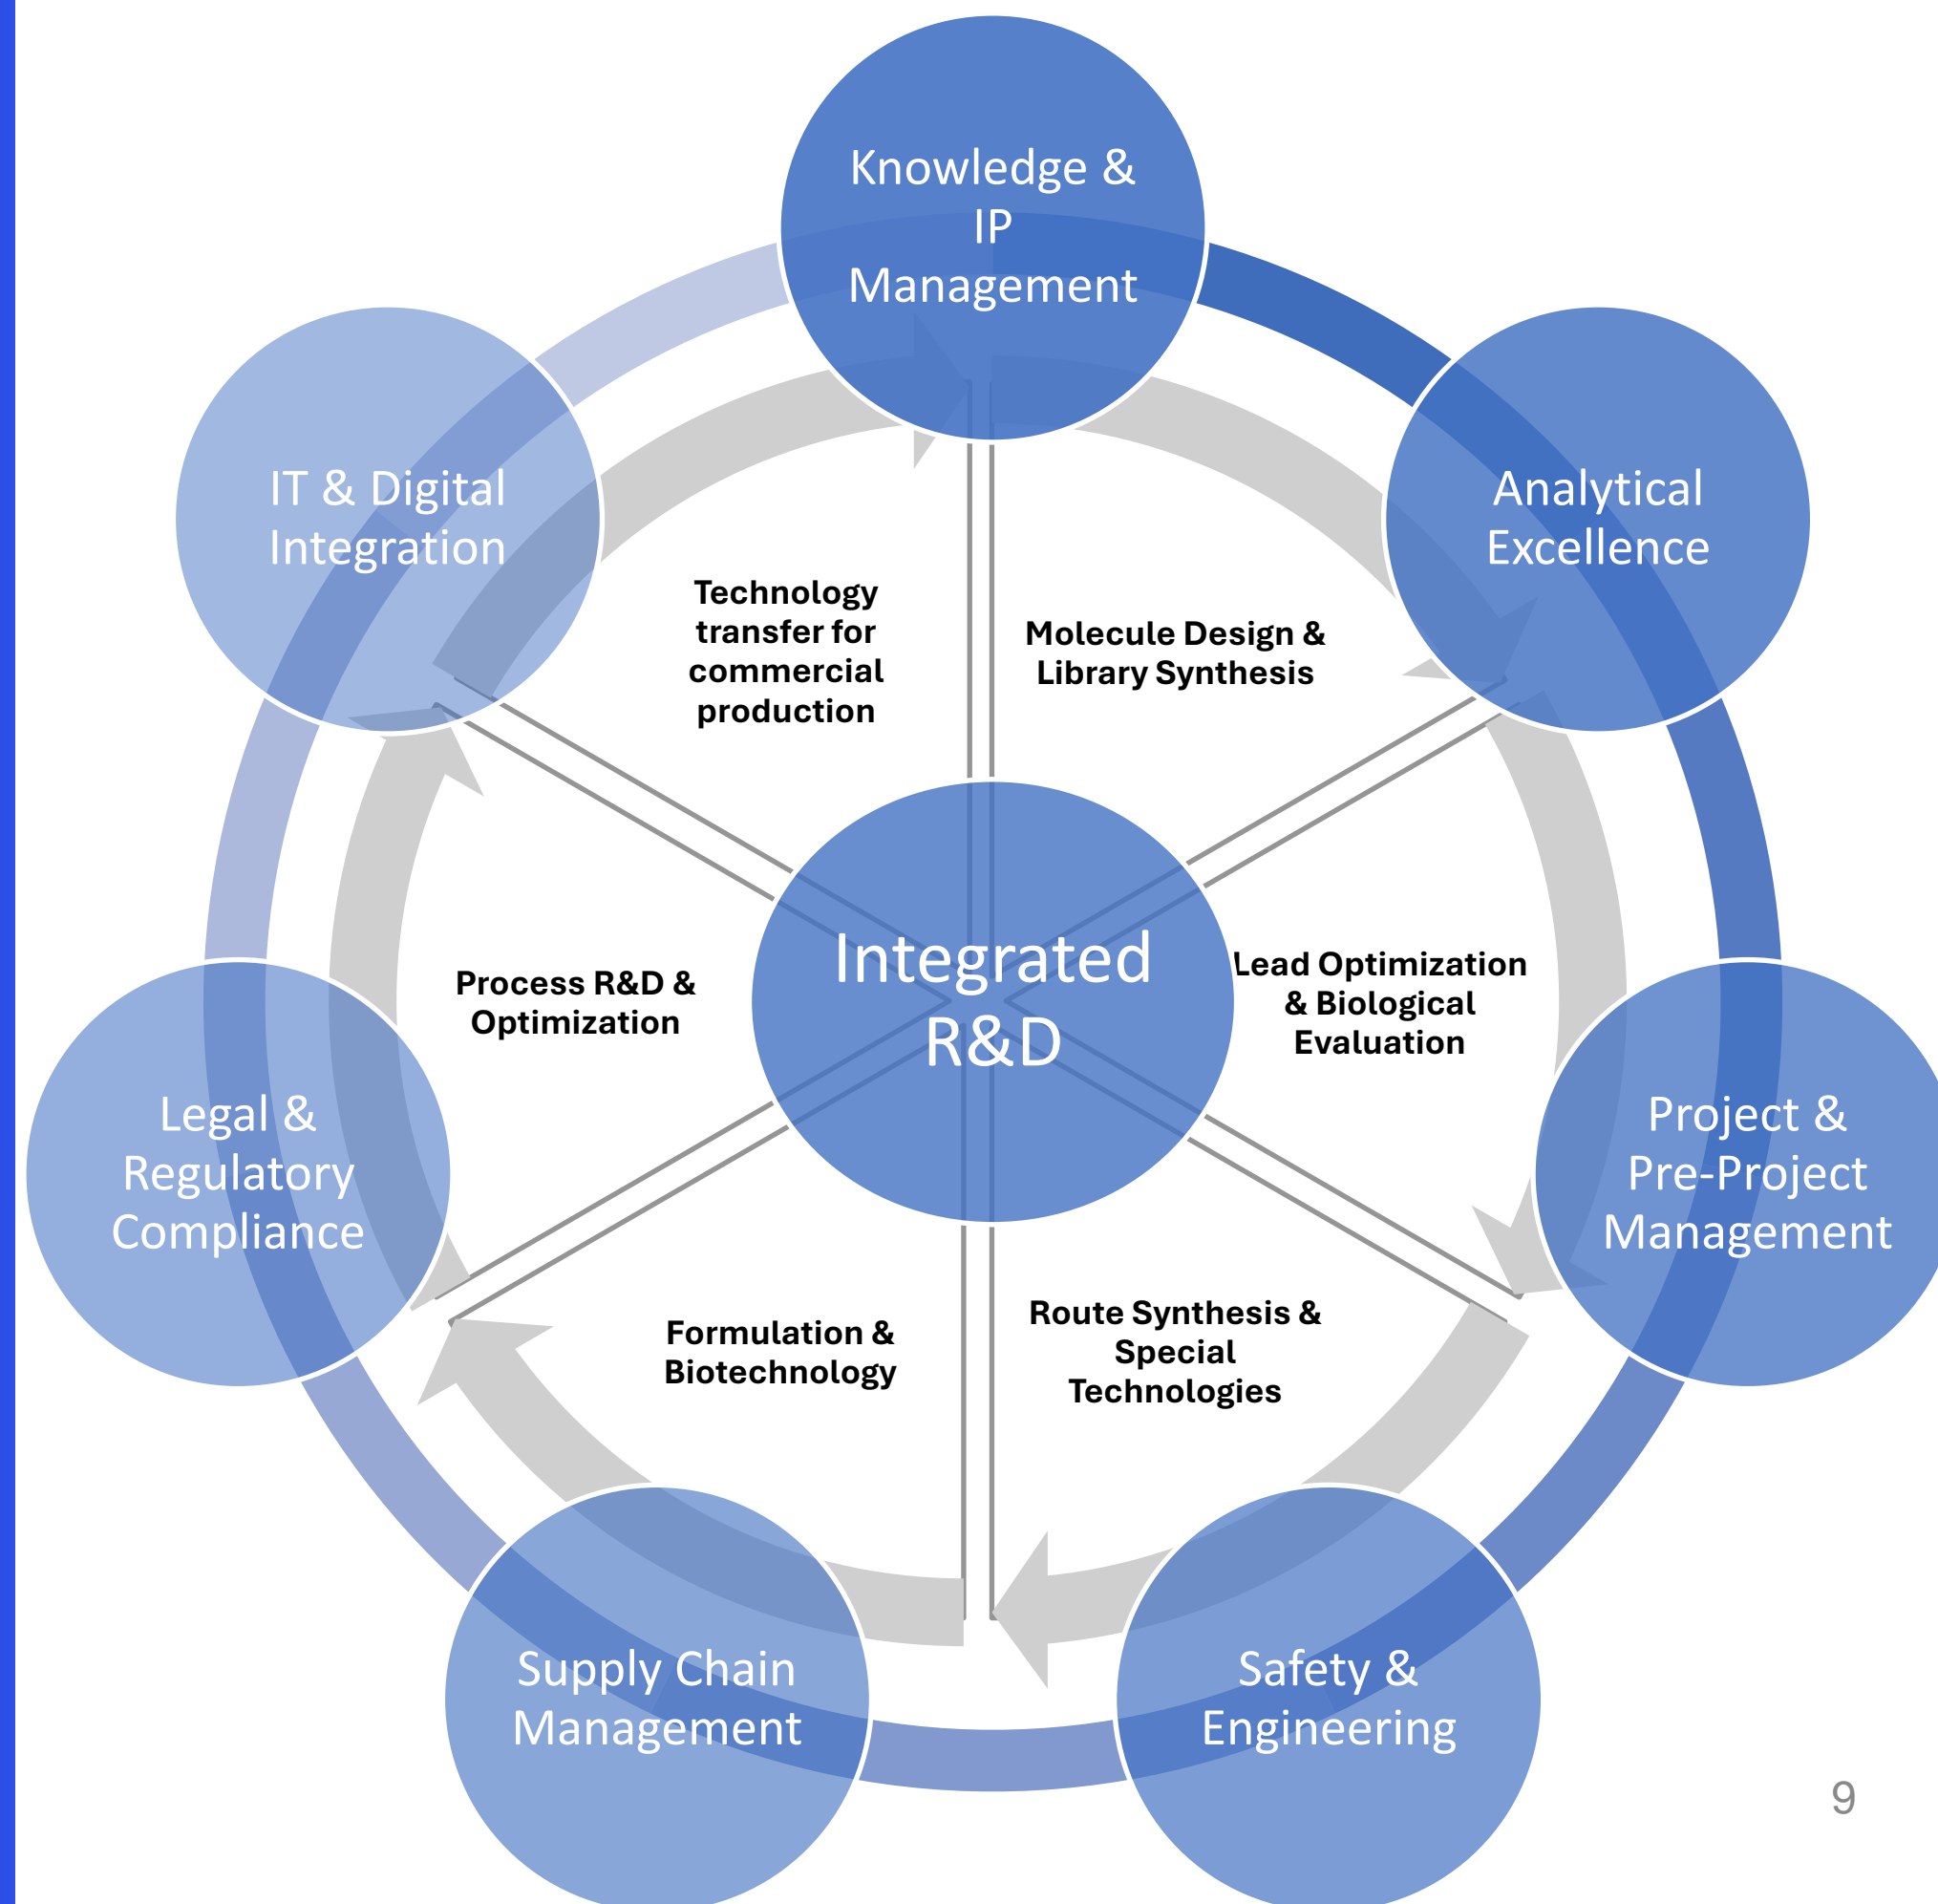 Knowledge &
IP
Management
Analytical
Excellence
Project &
Pre-Project
Management
Safety &
Engineering
Supply Chain
Management
Legal &
Regulatory
Compliance
IT & Digital
Integration
Technology
transfer for
commercial
production
Molecule Design &
Library Synthesis
Lead Optimization
& Biological
Evaluation
Route Synthesis &
Special
Technologies
Formulation &
Biotechnology
Process R&D &
Optimization
Integrated
R&D
9